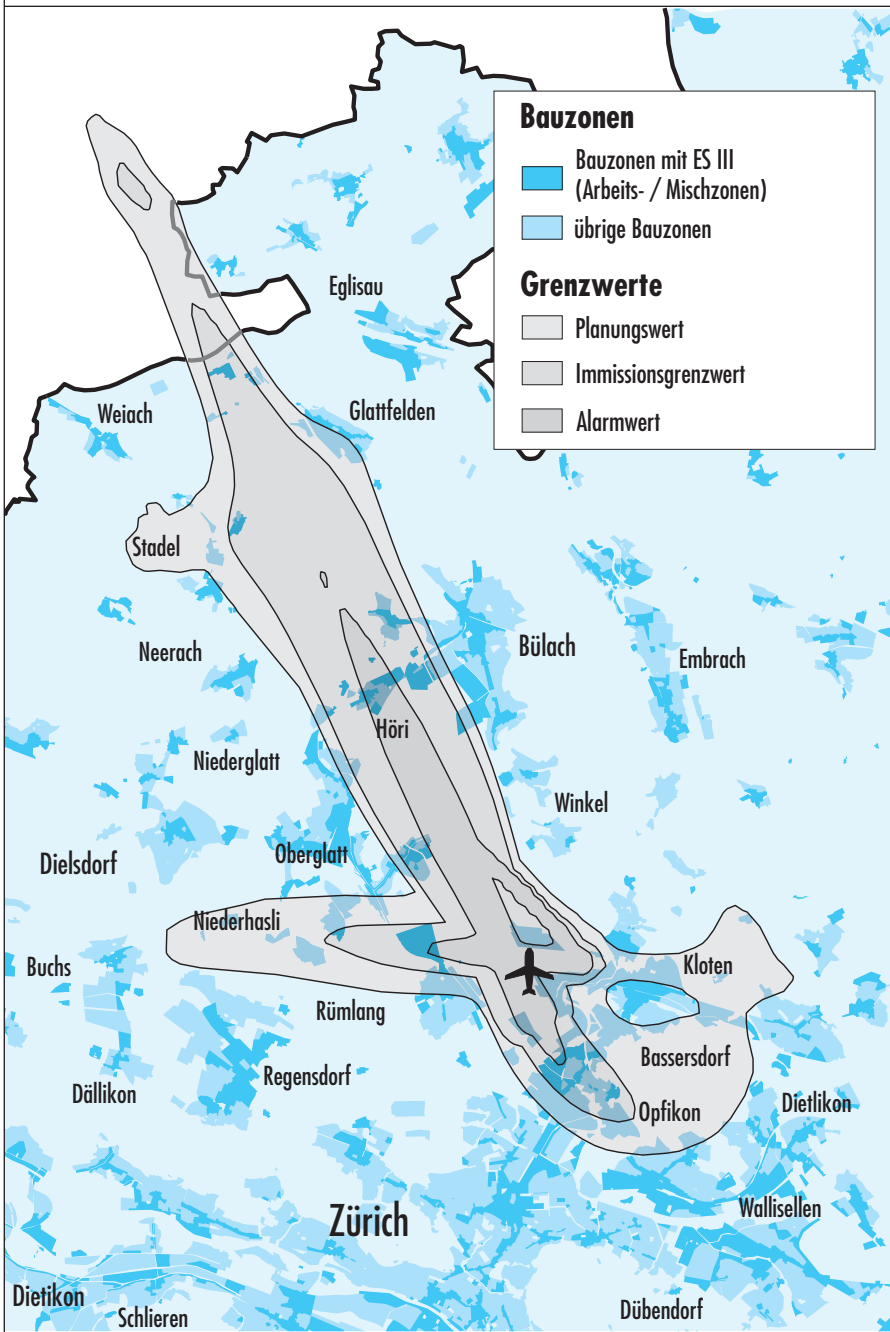 Bauzonen
Bauzonen mit ES III
(Arbeits- / Mischzonen)
übrige Bauzonen
Grenzwerte
Planungswert
Immissionsgrenzwert
Alarmwert
Eglisau
Weiach
Glattfelden
Stadel
Neerach
Bülach
Embrach
Höri
Niederglatt
Winkel
Dielsdorf
Oberglatt
Niederhasli
Buchs
Kloten
Rümlang
Bassersdorf
Regensdorf
Dällikon
Opfikon
Dietlikon
Zürich
Wallisellen
Dietikon
Schlieren
Dübendorf